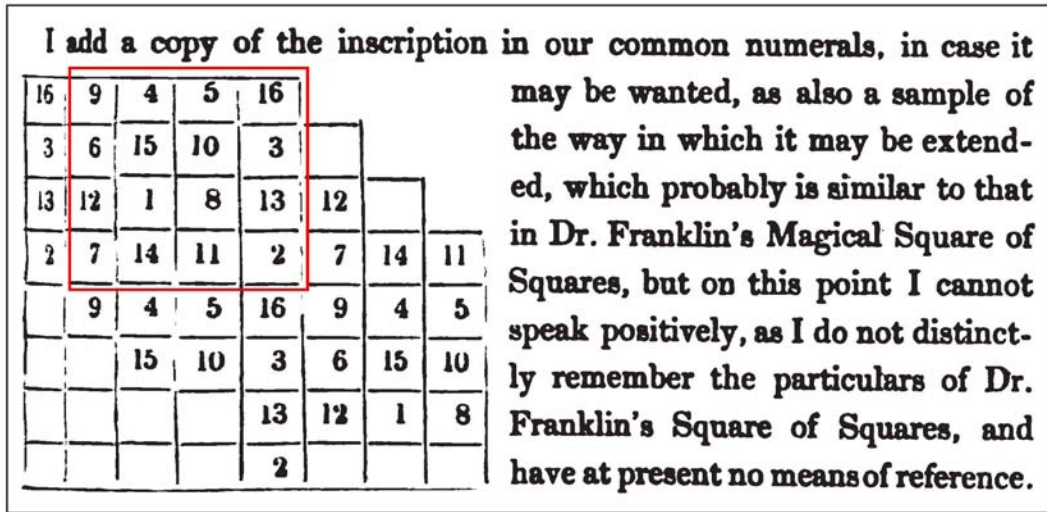 I add a copy of the inscription in our common numerals, in case it
16 9 4 5 16
may be wanted, as also a sample of
3 6 15 10 3
the way in which it may be extend-
13 12 1 8 13 12
ed, which probably is similar to that
2 7 14 11 2 7 14 11
in Dr. Franklin's Magical Square of
9 4 5 16 9 4 5
Squares, but on this point I cannot
15 10 3 6 15 10
speak positively, as I do not distinct-
13 12 1 8
ly remember the particulars of Dr.
2
Franklin's Square of Squares, and
have at present no means of reference.